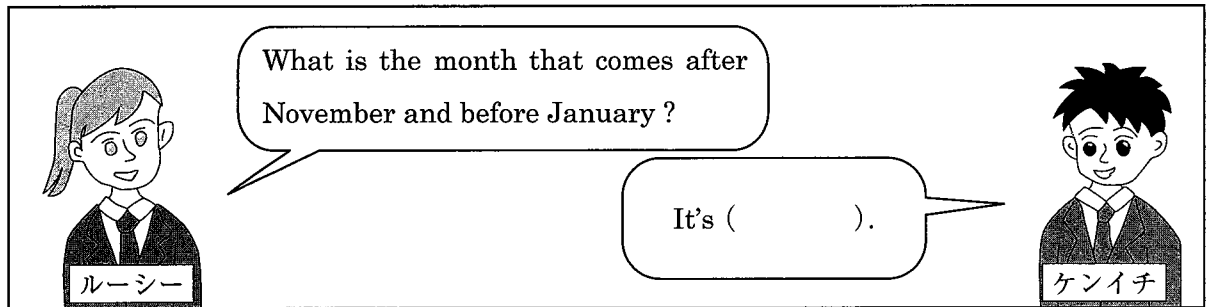 What is the month that comes after
November and before January ?
It's (          ).
ルーシー
ケンイチ